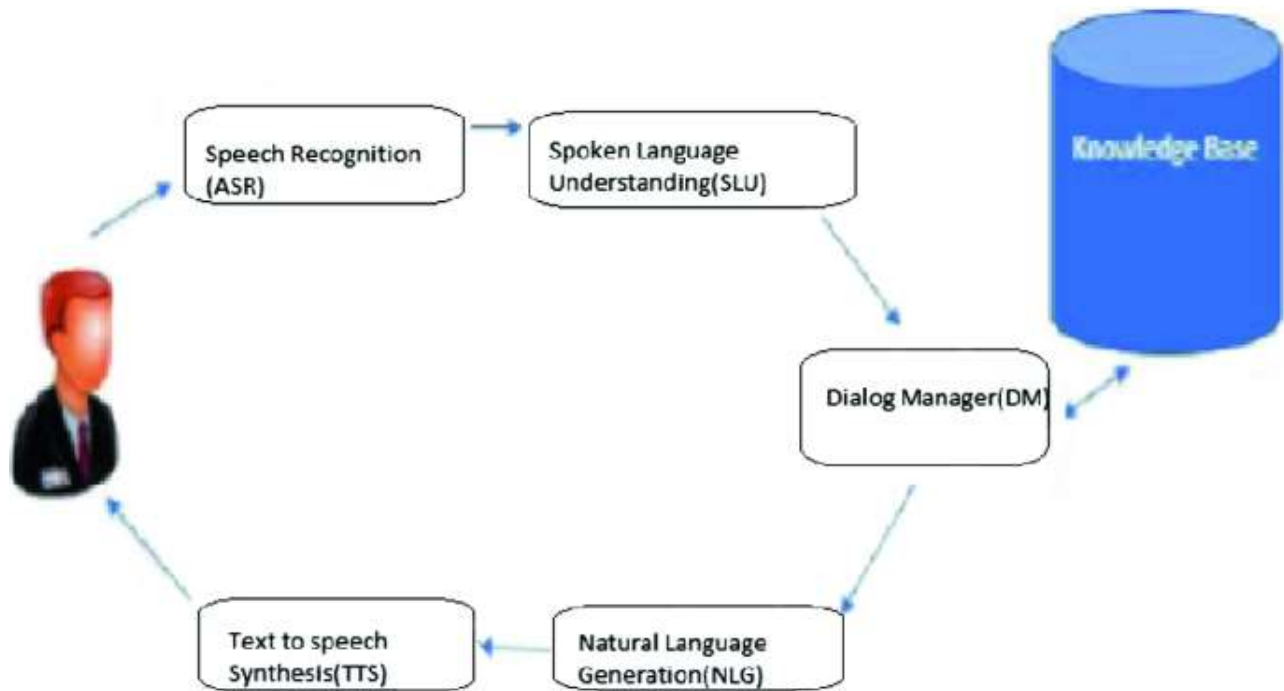 Speech Recognition
(ASR)
Spoken Language
Understanding(SLU)
Knowledge Base
Dialog Manager(DM)
Natural Language
Generation(NLG)
Text to speech
Synthesis(TTS)